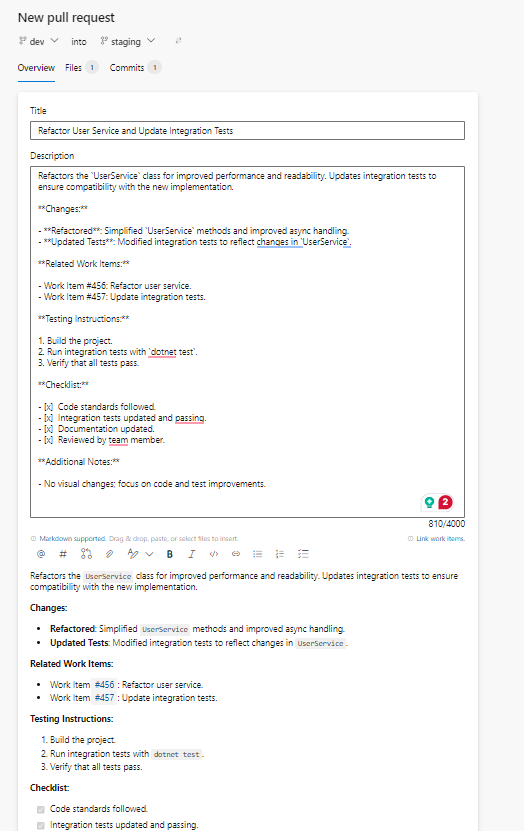 New pull request
dev into staging
Overview Files 1 Commits 1
Title
Refactor User Service and Update Integration Tests
Description
Refactors the `UserService` class for improved performance and readability. Updates integration tests to
ensure compatibility with the new implementation.
**Changes:**
- **Refactored**: Simplified `UserService` methods and improved async handling.
- **Updated Tests**: Modified integration tests to reflect changes in `UserService`.
**Related Work Items:**
- Work Item #456: Refactor user service.
- Work Item #457: Update integration tests.
**Testing Instructions:**
1. Build the project.
2. Run integration tests with `dotnet test`.
3. Verify that all tests pass.
**Checklist:**
- [x] Code standards followed.
- [x] Integration tests updated and passing.
- [x] Documentation updated.
- [x] Reviewed by team member.
**Additional Notes:**
- No visual changes; focus on code and test improvements.
2
810/4000
Markdown supported. Drag & drop, paste, or select files to insert. Link work items.
@ # B I </>
Refactors the UserService class for improved performance and readability. Updates integration tests to ensure
compatibility with the new implementation.
Changes:
• Refactored: Simplified UserService methods and improved async handling.
• Updated Tests: Modified integration tests to reflect changes in UserService.
Related Work Items:
• Work Item #456 : Refactor user service.
• Work Item #457 : Update integration tests.
Testing Instructions:
1. Build the project.
2. Run integration tests with dotnet test.
3. Verify that all tests pass.
Checklist:
Code standards followed.
Integration tests updated and passing.